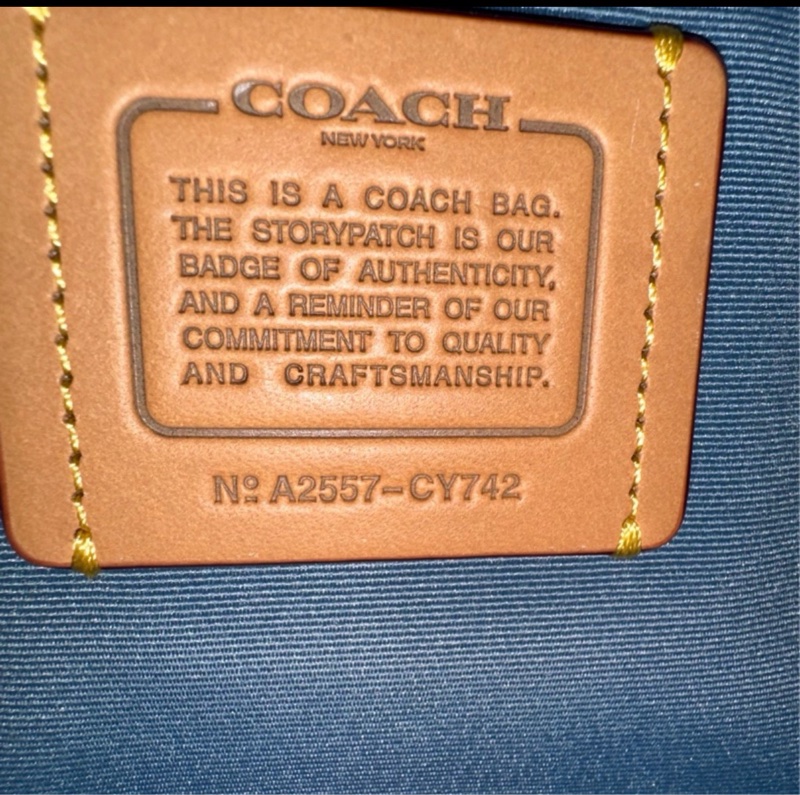 COACH
NEW YORK
THIS IS A COACH BAG.
THE STORYPATCH IS OUR
BADGE OF AUTHENTICITY,
AND A REMINDER OF OUR
COMMITMENT TO QUALITY
AND CRAFTSMANSHIP.
Nº A2557-CY742